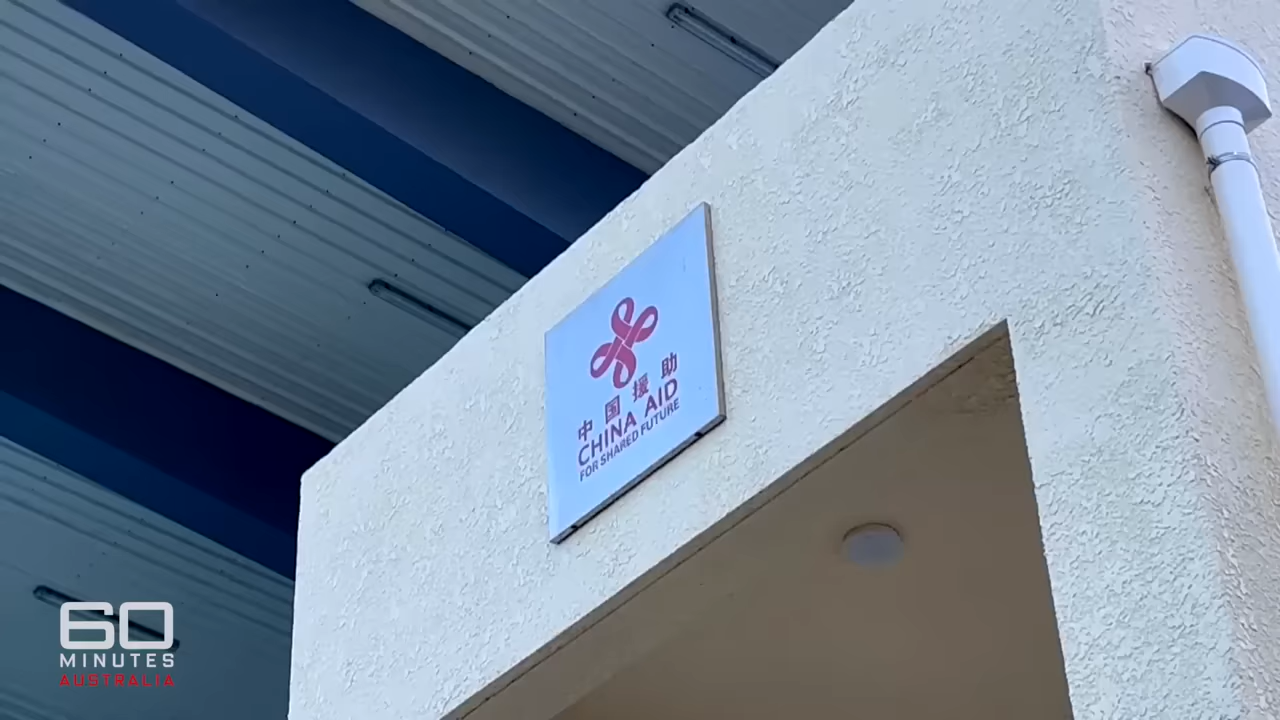 中国援助
CHINA AID
FOR SHARED FUTURE
60
MINUTES
AUSTRALIA